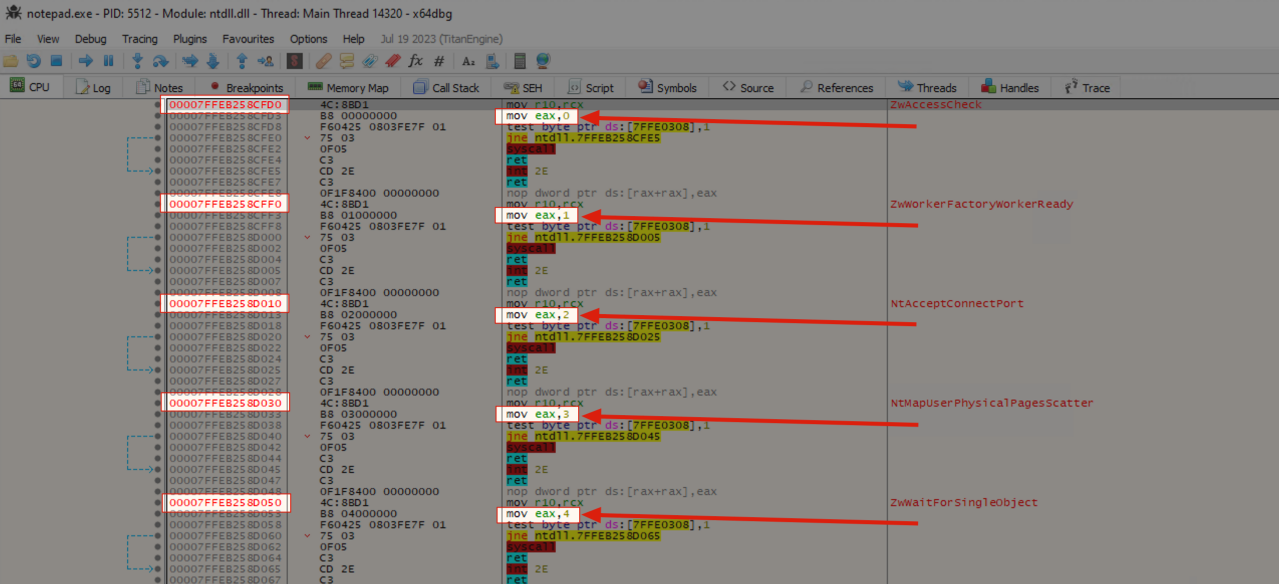 notepad.exe - PID: 5512 - Module: ntdll.dll - Thread: Main Thread 14320 - x64dbg
File View Debug Tracing Plugins Favourites Options Help Jul 19 2023 (TitanEngine)
CPU Log Notes Breakpoints Memory Map Call Stack SEH Script Symbols Source References Threads Handles Trace
00007FFEB258CFD0 4C:8BD1 mov r10,rcx ZwAccessCheck
00007FFEB258CFD3 B8 00000000 mov eax,0
00007FFEB258CFD8 F60425 0803FE7F 01 test byte ptr ds:[7FFE0308],1
00007FFEB258CFE0 75 03 jne ntdll.7FFEB258CFE5
00007FFEB258CFE2 0F05 syscall
00007FFEB258CFE4 C3 ret
00007FFEB258CFE5 CD 2E int 2E
00007FFEB258CFE7 C3 ret
00007FFEB258CFE8 0F1F8400 00000000 nop dword ptr ds:[rax+rax],eax
00007FFEB258CFF0 4C:8BD1 mov r10,rcx ZwWorkerFactoryWorkerReady
00007FFEB258CFF3 B8 01000000 mov eax,1
00007FFEB258CFF8 F60425 0803FE7F 01 test byte ptr ds:[7FFE0308],1
00007FFEB258D000 75 03 jne ntdll.7FFEB258D005
00007FFEB258D002 0F05 syscall
00007FFEB258D004 C3 ret
00007FFEB258D005 CD 2E int 2E
00007FFEB258D007 C3 ret
00007FFEB258D008 0F1F8400 00000000 nop dword ptr ds:[rax+rax],eax
00007FFEB258D010 4C:8BD1 mov r10,rcx NtAcceptConnectPort
00007FFEB258D013 B8 02000000 mov eax,2
00007FFEB258D018 F60425 0803FE7F 01 test byte ptr ds:[7FFE0308],1
00007FFEB258D020 75 03 jne ntdll.7FFEB258D025
00007FFEB258D022 0F05 syscall
00007FFEB258D024 C3 ret
00007FFEB258D025 CD 2E int 2E
00007FFEB258D027 C3 ret
00007FFEB258D028 0F1F8400 00000000 nop dword ptr ds:[rax+rax],eax
00007FFEB258D030 4C:8BD1 mov r10,rcx NtMapUserPhysicalPagesScatter
00007FFEB258D033 B8 03000000 mov eax,3
00007FFEB258D038 F60425 0803FE7F 01 test byte ptr ds:[7FFE0308],1
00007FFEB258D040 75 03 jne ntdll.7FFEB258D045
00007FFEB258D042 0F05 syscall
00007FFEB258D044 C3 ret
00007FFEB258D045 CD 2E int 2E
00007FFEB258D047 C3 ret
00007FFEB258D048 0F1F8400 00000000 nop dword ptr ds:[rax+rax],eax
00007FFEB258D050 4C:8BD1 mov r10,rcx ZwWaitForSingleObject
00007FFEB258D053 B8 04000000 mov eax,4
00007FFEB258D058 F60425 0803FE7F 01 test byte ptr ds:[7FFE0308],1
00007FFEB258D060 75 03 jne ntdll.7FFEB258D065
00007FFEB258D062 0F05 syscall
00007FFEB258D064 C3 ret
00007FFEB258D065 CD 2E int 2E
00007FFEB258D067 C3 ret